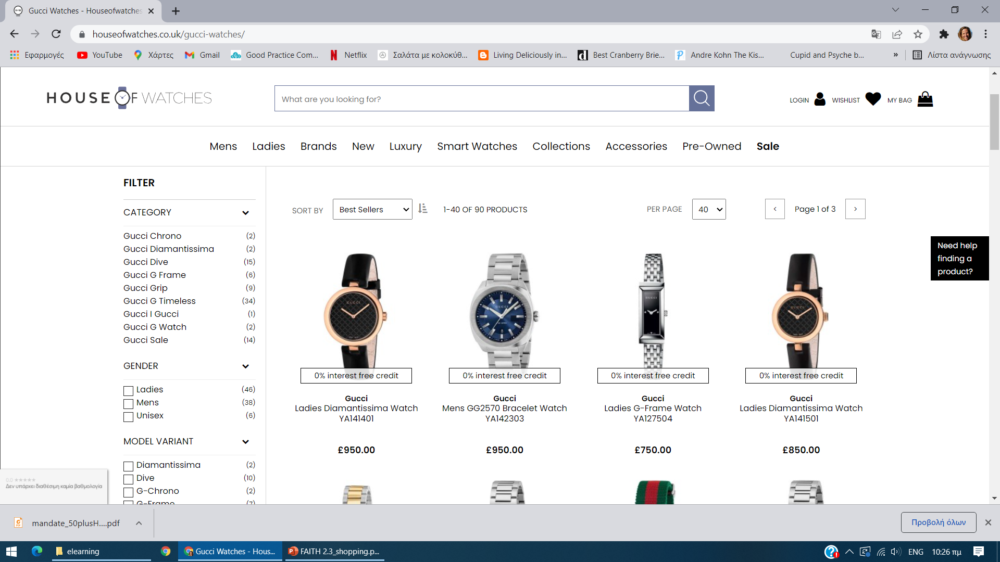 Gucci Watches - Houseofwatches
houseofwatches.co.uk/gucci-watches/
Εφαρμογές YouTube Χάρτες Gmail Good Practice Com... Netflix Σαλάτα με κολοκύθ... Living Deliciously in... Best Cranberry Brie... Andre Kohn The Kis... Cupid and Psyche b... » Λίστα ανάγνωσης
HOUSE OF WATCHES
What are you looking for?
LOGIN WISHLIST MY BAG
Mens Ladies Brands New Luxury Smart Watches Collections Accessories Pre-Owned Sale
FILTER
CATEGORY
Gucci Chrono (2)
Gucci Diamantissima (2)
Gucci Dive (15)
Gucci G Frame (6)
Gucci Grip (9)
Gucci G Timeless (34)
Gucci I Gucci (1)
Gucci G Watch (2)
Gucci Sale (14)
GENDER
Ladies (46)
Mens (38)
Unisex (6)
MODEL VARIANT
Diamantissima (2)
Dive (10)
G-Chrono (2)
G-Frame (7)
SORT BY Best Sellers 1-40 OF 90 PRODUCTS PER PAGE 40 < Page 1 of 3 >
Need help
finding a
product?
GUCCI GUCCI GUCCI GUCCI
0% interest free credit 0% interest free credit 0% interest free credit 0% interest free credit
Gucci
Ladies Diamantissima Watch
YA141401
£950.00
Gucci
Mens GG2570 Bracelet Watch
YA142303
£950.00
Gucci
Ladies G-Frame Watch
YA127504
£750.00
Gucci
Ladies Diamantissima Watch
YA141501
£850.00
0.0 ★★★★★
Δεν υπάρχει διαθέσιμη καμία βαθμολογία
mandate_50plusH....pdf
Προβολή όλων
elearning Gucci Watches - Hous... FAITH 2.3_shopping.p... ENG 10:26 πμ